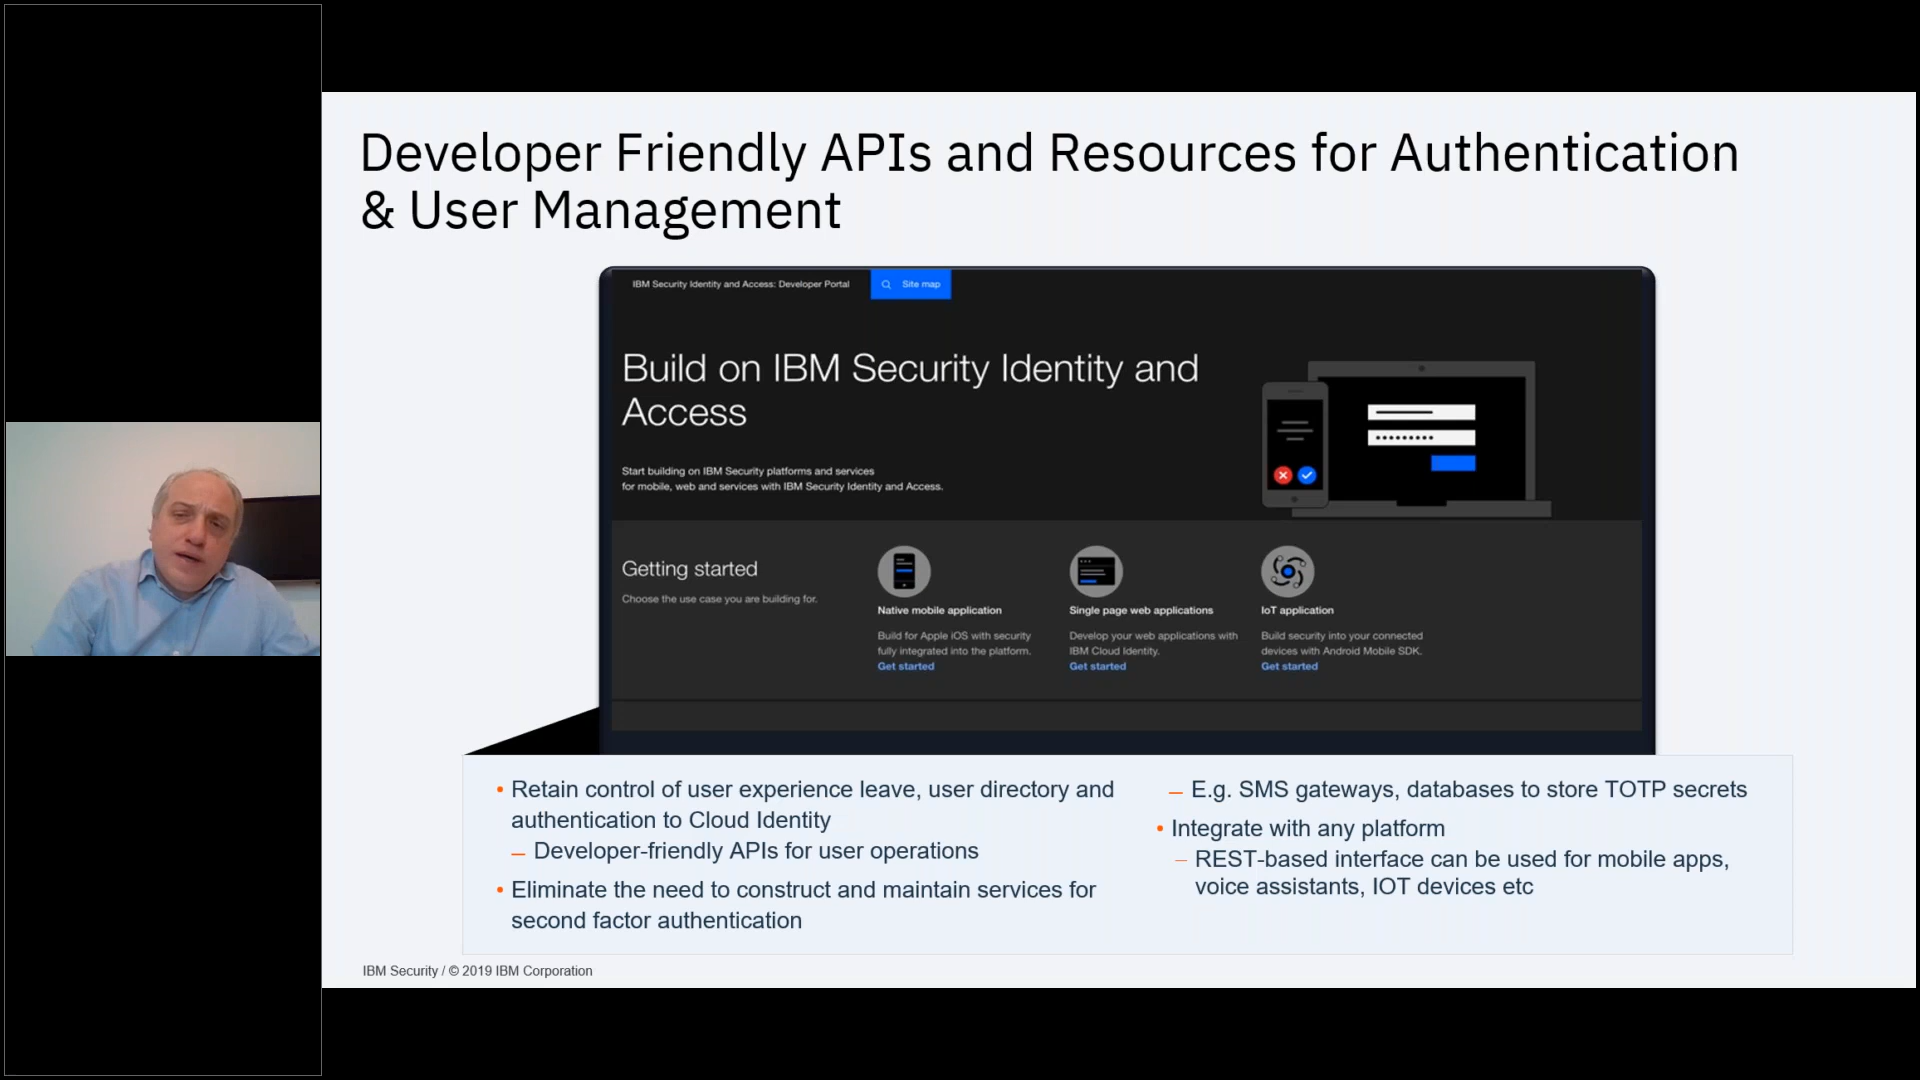 Developer Friendly APIs and Resources for Authentication
& User Management
IBM Security Identity and Access: Developer Portal
Site map
Build on IBM Security Identity and
Access
Start building on IBM Security platforms and services
for mobile, web and services with IBM Security Identity and Access.
Getting started
Choose the use case you are building for.
Native mobile application
Build for Apple iOS with security
fully integrated into the platform.
Get started
Single page web applications
Develop your web applications with
IBM Cloud Identity.
Get started
IoT application
Build security into your connected
devices with Android Mobile SDK.
Get started
• Retain control of user experience leave, user directory and
authentication to Cloud Identity
– Developer-friendly APIs for user operations
• Eliminate the need to construct and maintain services for
second factor authentication
– E.g. SMS gateways, databases to store TOTP secrets
• Integrate with any platform
– REST-based interface can be used for mobile apps,
voice assistants, IOT devices etc
IBM Security / © 2019 IBM Corporation